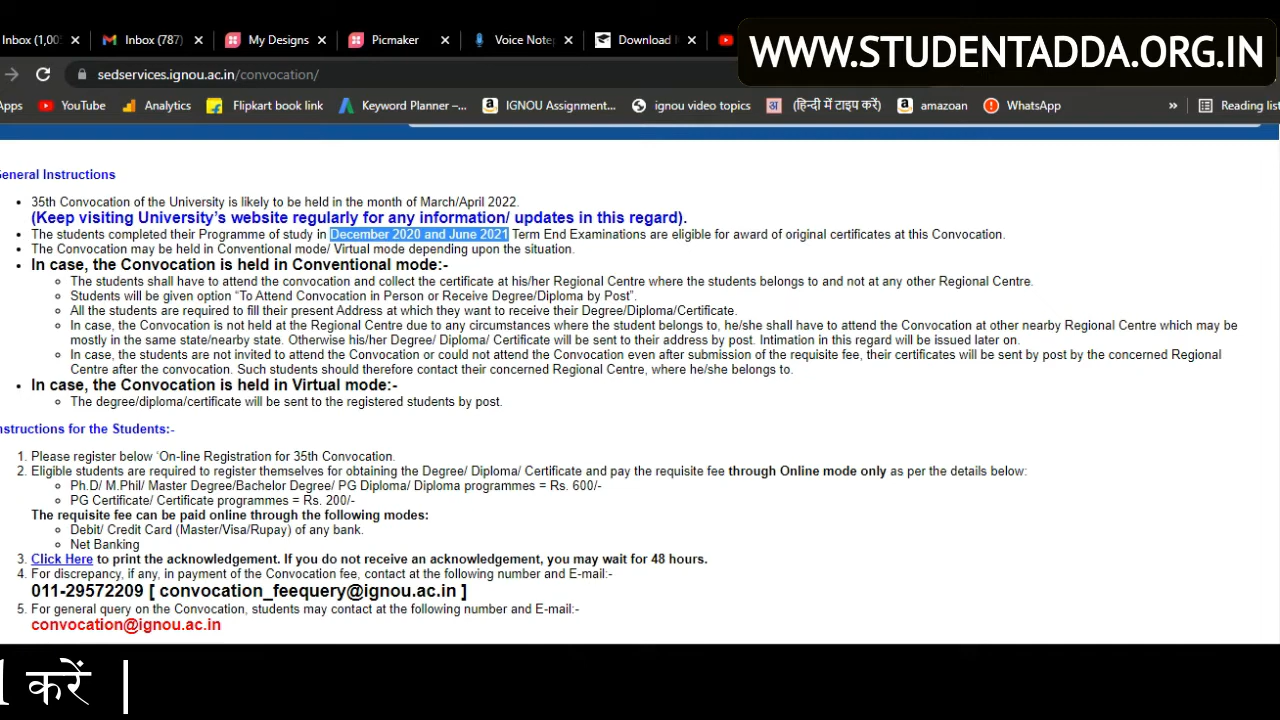 Inbox (1,00
Inbox (787)
My Designs
Picmaker
Voice Note
Download
WWW.STUDENTADDA.ORG.IN
sedservices.ignou.ac.in/convocation/
Apps
YouTube
Analytics
Flipkart book link
Keyword Planner –...
IGNOU Assignment...
ignou video topics
(हिन्दी में टाइप करें)
amazoan
WhatsApp
»
Reading list
General Instructions
• 35th Convocation of the University is likely to be held in the month of March/April 2022.
(Keep visiting University's website regularly for any information/ updates in this regard).
• The students completed their Programme of study in December 2020 and June 2021 Term End Examinations are eligible for award of original certificates at this Convocation.
• The Convocation may be held in Conventional mode/ Virtual mode depending upon the situation.
• In case, the Convocation is held in Conventional mode:-
The students shall have to attend the convocation and collect the certificate at his/her Regional Centre where the students belongs to and not at any other Regional Centre.
Students will be given option “To Attend Convocation in Person or Receive Degree/Diploma by Post”.
All the students are required to fill their present Address at which they want to receive their Degree/Diploma/Certificate.
In case, the Convocation is not held at the Regional Centre due to any circumstances where the student belongs to, he/she shall have to attend the Convocation at other nearby Regional Centre which may be
mostly in the same state/nearby state. Otherwise his/her Degree/ Diploma/ Certificate will be sent to their address by post. Intimation in this regard will be issued later on.
In case, the students are not invited to attend the Convocation or could not attend the Convocation even after submission of the requisite fee, their certificates will be sent by post by the concerned Regional
Centre after the convocation. Such students should therefore contact their concerned Regional Centre, where he/she belongs to.
• In case, the Convocation is held in Virtual mode:-
The degree/diploma/certificate will be sent to the registered students by post.
nstructions for the Students:-
1. Please register below ‘On-line Registration for 35th Convocation.
2. Eligible students are required to register themselves for obtaining the Degree/ Diploma/ Certificate and pay the requisite fee through Online mode only as per the details below:
Ph.D/ M.Phil/ Master Degree/Bachelor Degree/ PG Diploma/ Diploma programmes = Rs. 600/-
PG Certificate/ Certificate programmes = Rs. 200/-
The requisite fee can be paid online through the following modes:
Debit/ Credit Card (Master/Visa/Rupay) of any bank.
Net Banking
3. Click Here to print the acknowledgement. If you do not receive an acknowledgement, you may wait for 48 hours.
4. For discrepancy, if any, in payment of the Convocation fee, contact at the following number and E-mail:-
011-29572209 [ convocation_feequery@ignou.ac.in ]
5. For general query on the Convocation, students may contact at the following number and E-mail:-
convocation@ignou.ac.in
करें |